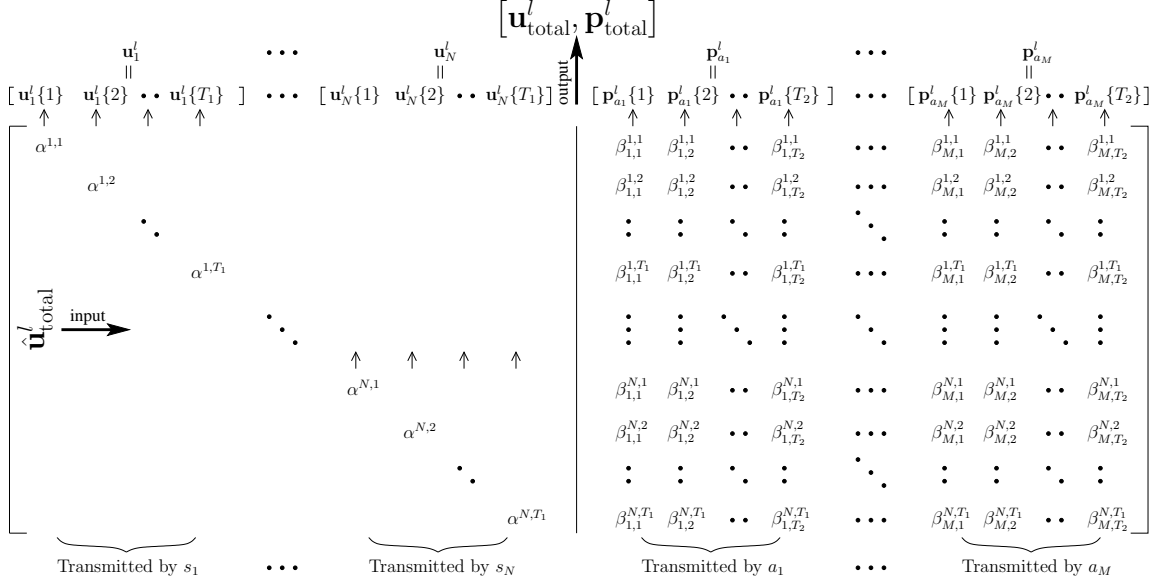 [u^l_total, p^l_total]
u^l_1 ••• u^l_N p^l_{a_1} ••• p^l_{a_M}
= = = =
[ u^l_1{1} u^l_1{2} •• u^l_1{T_1} ] ••• [ u^l_N{1} u^l_N{2} •• u^l_N{T_1} ] output [ p^l_{a_1}{1} p^l_{a_1}{2} •• p^l_{a_1}{T_2} ] ••• [ p^l_{a_M}{1} p^l_{a_M}{2} •• p^l_{a_M}{T_2} ]
α^{1,1} β^{1,1}_{1,1} β^{1,1}_{1,2} •• β^{1,1}_{1,T_2} ••• β^{1,1}_{M,1} β^{1,1}_{M,2} •• β^{1,1}_{M,T_2}
α^{1,2} β^{1,2}_{1,1} β^{1,2}_{1,2} •• β^{1,2}_{1,T_2} ••• β^{1,2}_{M,1} β^{1,2}_{M,2} •• β^{1,2}_{M,T_2}
α^{1,T_1} β^{1,T_1}_{1,1} β^{1,T_1}_{1,2} •• β^{1,T_1}_{1,T_2} ••• β^{1,T_1}_{M,1} β^{1,T_1}_{M,2} •• β^{1,T_1}_{M,T_2}
û^l_total input
α^{N,1} β^{N,1}_{1,1} β^{N,1}_{1,2} •• β^{N,1}_{1,T_2} ••• β^{N,1}_{M,1} β^{N,1}_{M,2} •• β^{N,1}_{M,T_2}
α^{N,2} β^{N,2}_{1,1} β^{N,2}_{1,2} •• β^{N,2}_{1,T_2} ••• β^{N,2}_{M,1} β^{N,2}_{M,2} •• β^{N,2}_{M,T_2}
α^{N,T_1} β^{N,T_1}_{1,1} β^{N,T_1}_{1,2} •• β^{N,T_1}_{1,T_2} ••• β^{N,T_1}_{M,1} β^{N,T_1}_{M,2} •• β^{N,T_1}_{M,T_2}
Transmitted by s_1 ••• Transmitted by s_N Transmitted by a_1 ••• Transmitted by a_M